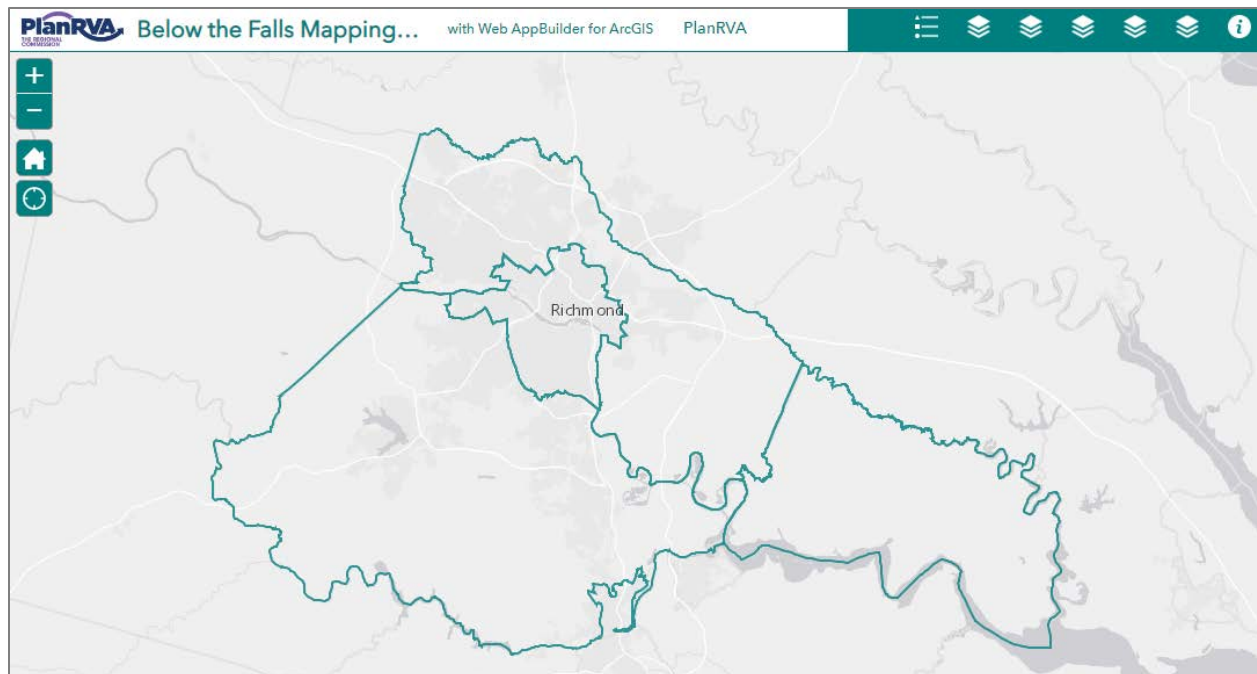 PlanRVA
THE REGIONAL
COMMISSION
Below the Falls Mapping...
with Web AppBuilder for ArcGIS
PlanRVA
Richmond